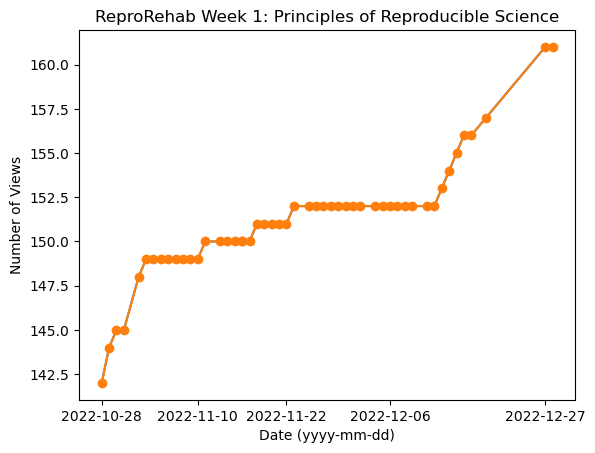 ReproRehab Week 1: Principles of Reproducible Science
Number of Views
160.0
157.5
155.0
152.5
150.0
147.5
145.0
142.5
2022-10-28 2022-11-10 2022-11-22 2022-12-06 2022-12-27
Date (yyyy-mm-dd)